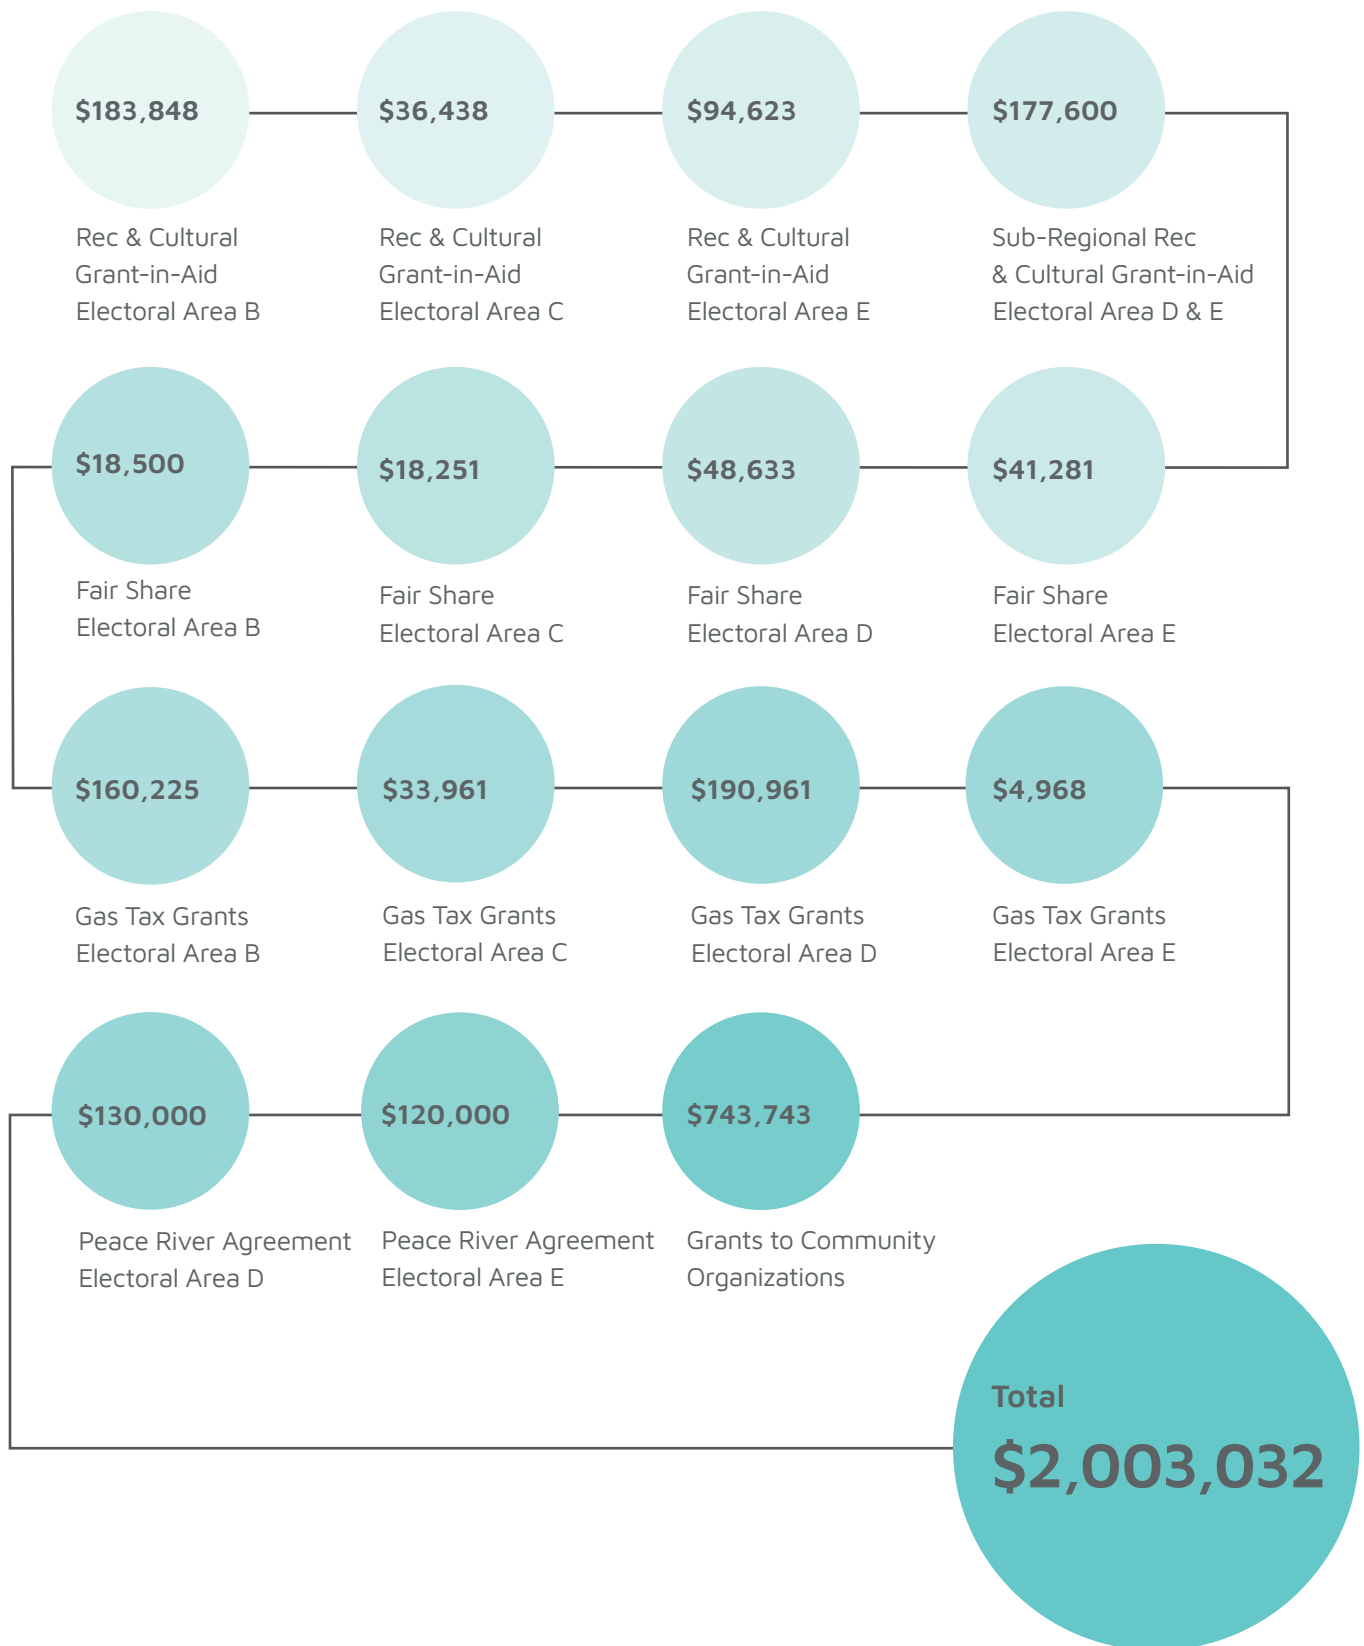 $183,848
Rec & Cultural
Grant-in-Aid
Electoral Area B
$36,438
Rec & Cultural
Grant-in-Aid
Electoral Area C
$94,623
Rec & Cultural
Grant-in-Aid
Electoral Area E
$177,600
Sub-Regional Rec
& Cultural Grant-in-Aid
Electoral Area D & E
$18,500
Fair Share
Electoral Area B
$18,251
Fair Share
Electoral Area C
$48,633
Fair Share
Electoral Area D
$41,281
Fair Share
Electoral Area E
$160,225
Gas Tax Grants
Electoral Area B
$33,961
Gas Tax Grants
Electoral Area C
$190,961
Gas Tax Grants
Electoral Area D
$4,968
Gas Tax Grants
Electoral Area E
$130,000
Peace River Agreement
Electoral Area D
$120,000
Peace River Agreement
Electoral Area E
$743,743
Grants to Community
Organizations
Total
$2,003,032